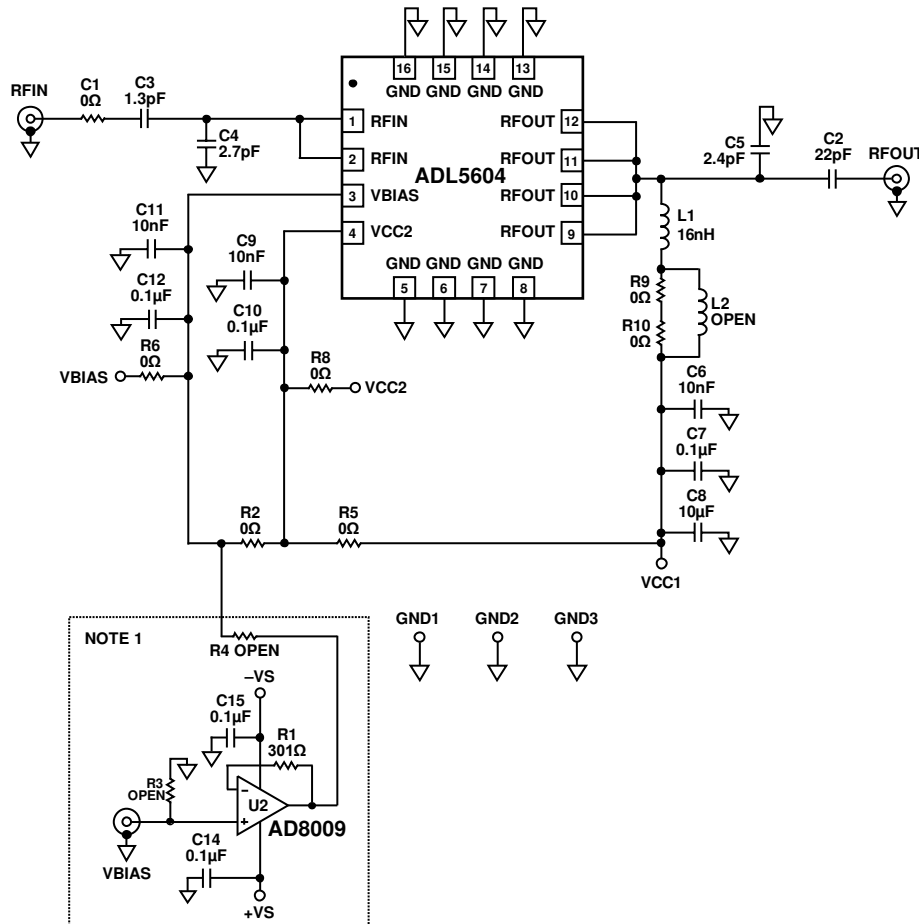 RFIN
C1
0Ω
C3
1.3pF
C4
2.7pF
16
15
14
13
GND
GND
GND
GND
1
RFIN
2
RFIN
3
VBIAS
4
VCC2
ADL5604
RFOUT
12
RFOUT
11
RFOUT
10
RFOUT
9
GND
GND
GND
GND
5
6
7
8
C5
2.4pF
C2
22pF
RFOUT
L1
16nH
R9
0Ω
L2
OPEN
R10
0Ω
C6
10nF
C7
0.1µF
C8
10µF
VCC1
C11
10nF
C12
0.1µF
R6
0Ω
VBIAS
C9
10nF
C10
0.1µF
R8
0Ω
VCC2
R2
0Ω
R5
0Ω
GND1
GND2
GND3
NOTE 1
R4 OPEN
–VS
C15
0.1µF
R1
301Ω
R3
OPEN
–
U2
+
AD8009
VBIAS
C14
0.1µF
+VS